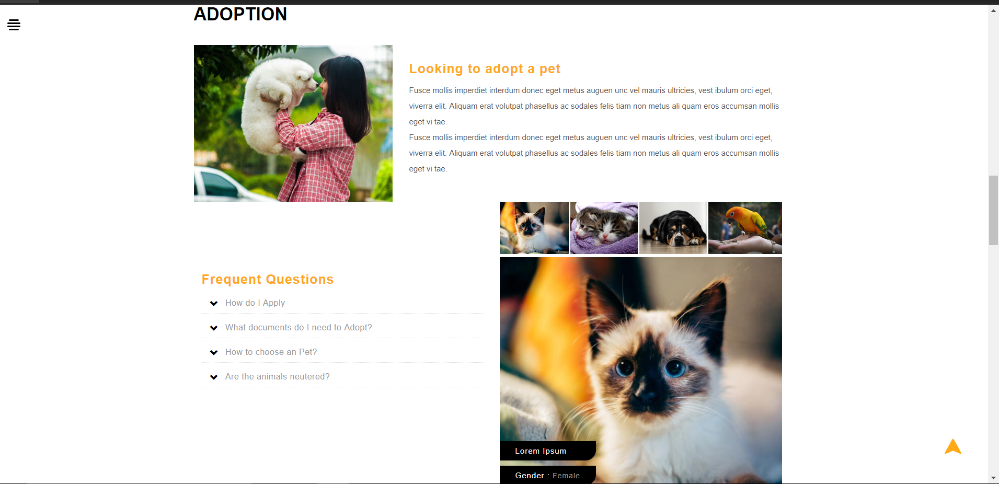 ADOPTION
Looking to adopt a pet
Fusce mollis imperdiet interdum donec eget metus auguen unc vel mauris ultricies, vest ibulum orci eget,
viverra elit. Aliquam erat volutpat phasellus ac sodales felis tiam non metus ali quam eros accumsan mollis
eget vi tae.
Fusce mollis imperdiet interdum donec eget metus auguen unc vel mauris ultricies, vest ibulum orci eget,
viverra elit. Aliquam erat volutpat phasellus ac sodales felis tiam non metus ali quam eros accumsan mollis
eget vi tae.
Frequent Questions
How do I Apply
What documents do I need to Adopt?
How to choose an Pet?
Are the animals neutered?
Lorem Ipsum
Gender : Female